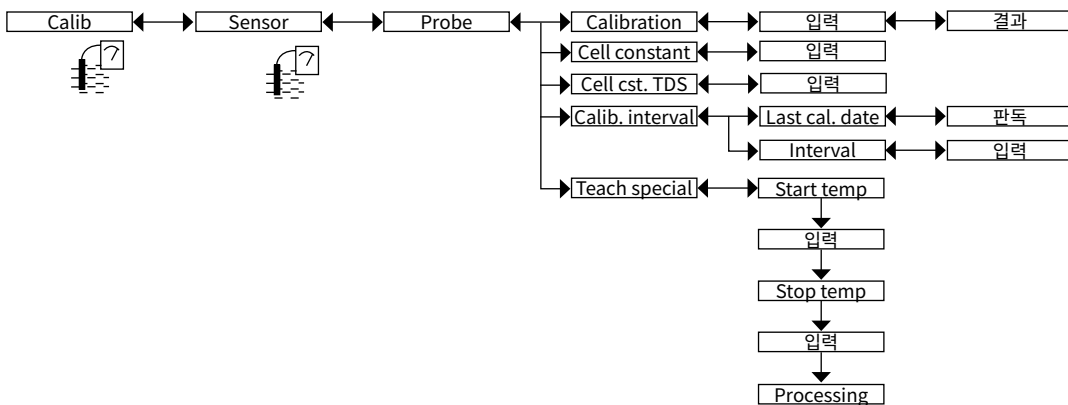 Calib
Sensor
Probe
Calibration
입력
결과
Cell constant
입력
Cell cst. TDS
입력
Calib. interval
Last cal. date
판독
Interval
입력
Teach special
Start temp
입력
Stop temp
입력
Processing